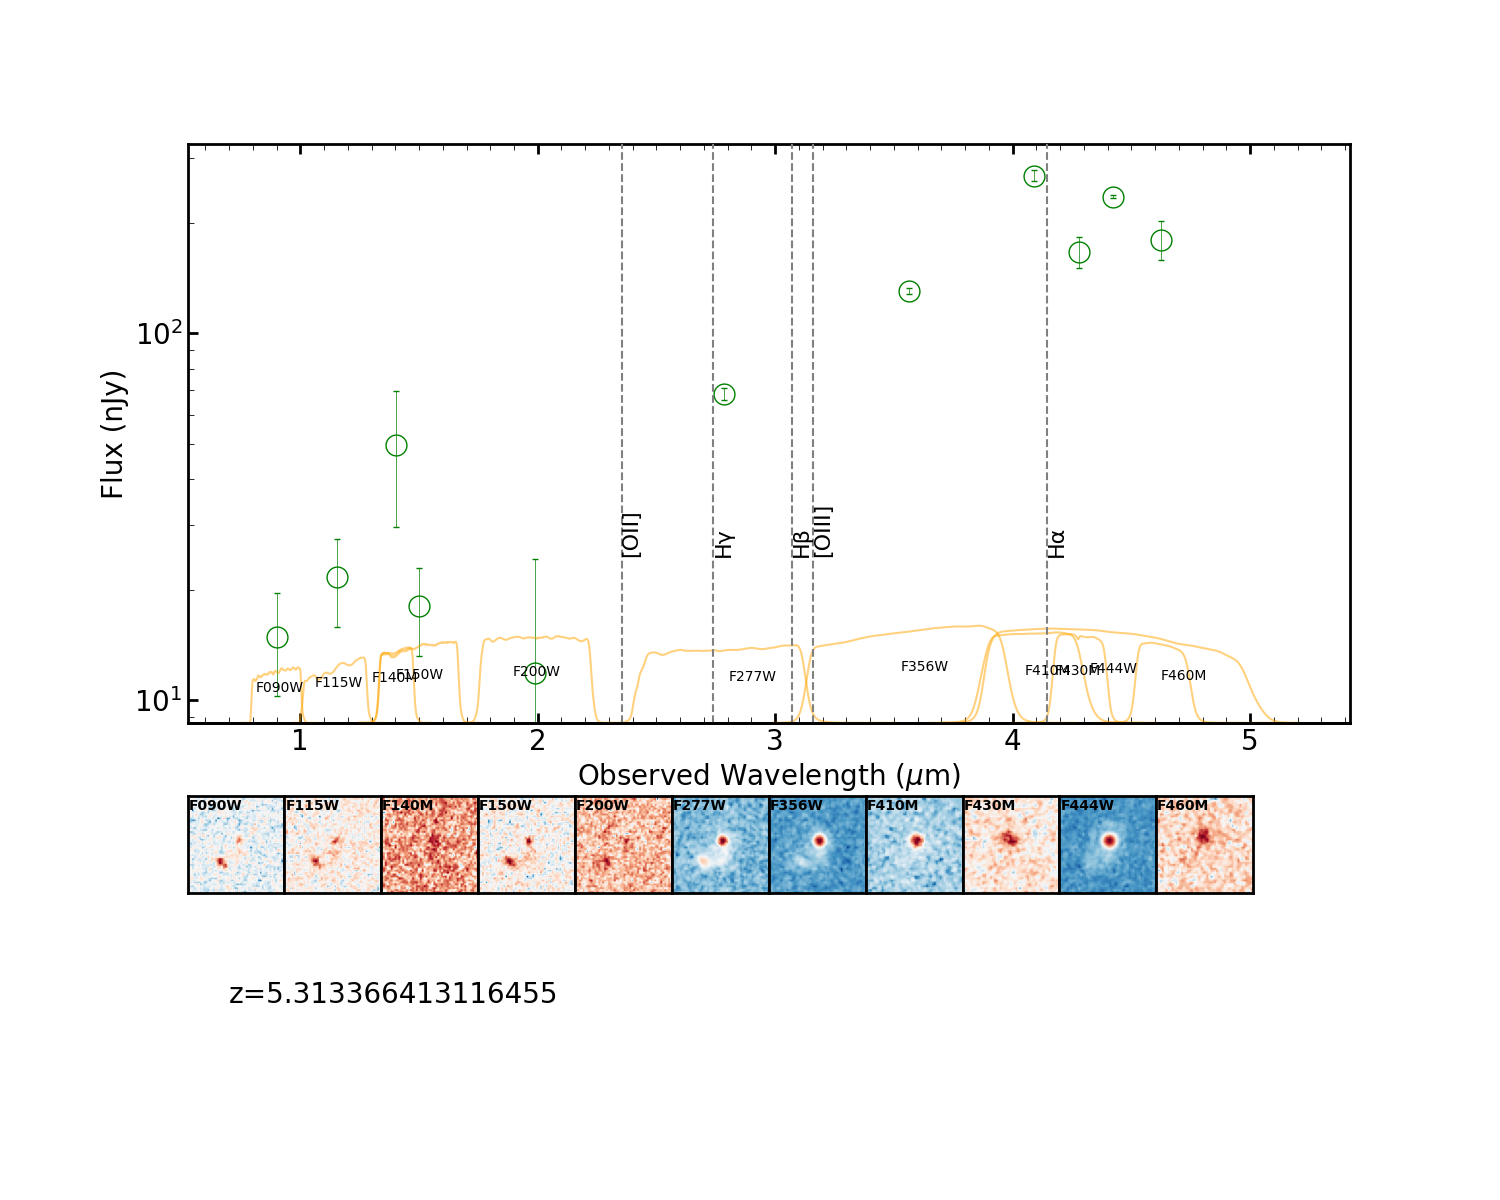 Flux (nJy)
10²
10¹
[OII]
Hγ
Hβ
[OIII]
Hα
F090W
F115W
F140M
F150W
F200W
F277W
F356W
F410M
F430M
F444W
F460M
1 2 3 4 5
Observed Wavelength (μm)
F090W F115W F140M F150W F200W F277W F356W F410M F430M F444W F460M
z=5.313366413116455